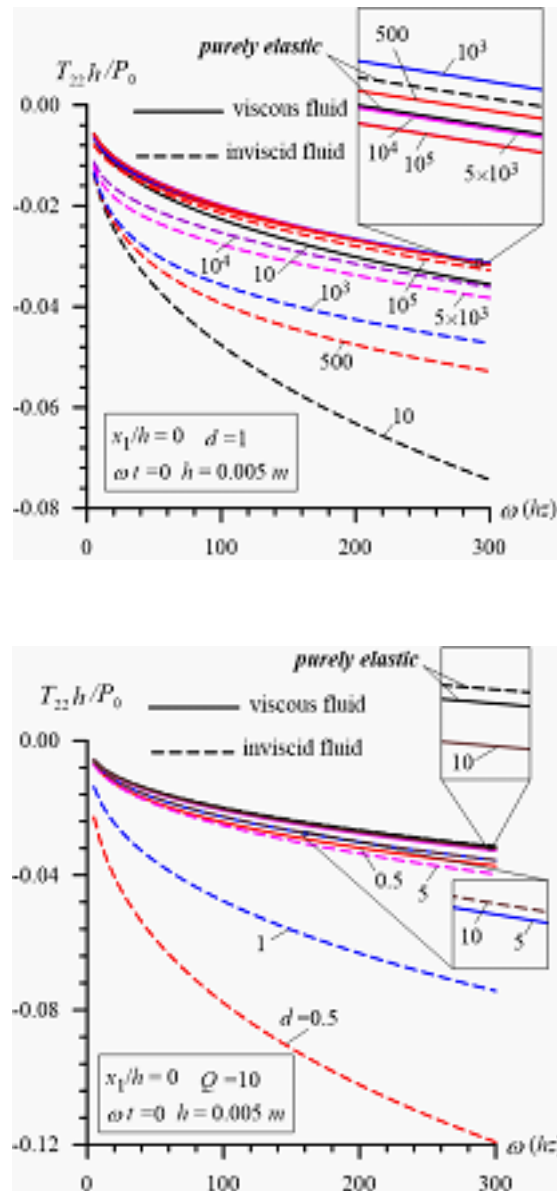 T₂₂h/P₀
purely elastic
500
10³
10⁴
10⁵
5×10³
viscous fluid
inviscid fluid
0.00
-0.02
-0.04
-0.06
-0.08
10⁴
10
10³
500
10⁵
5×10³
10
x₁/h = 0 d = 1
ω t = 0 h = 0.005 m
ω (hz)
0
100
200
300
purely elastic
T₂₂h/P₀
viscous fluid
inviscid fluid
10
0.00
-0.04
-0.08
-0.12
0.5
5
10
5
1
d = 0.5
x₁/h = 0 Q = 10
ω t = 0 h = 0.005 m
ω (hz)
0
100
200
300